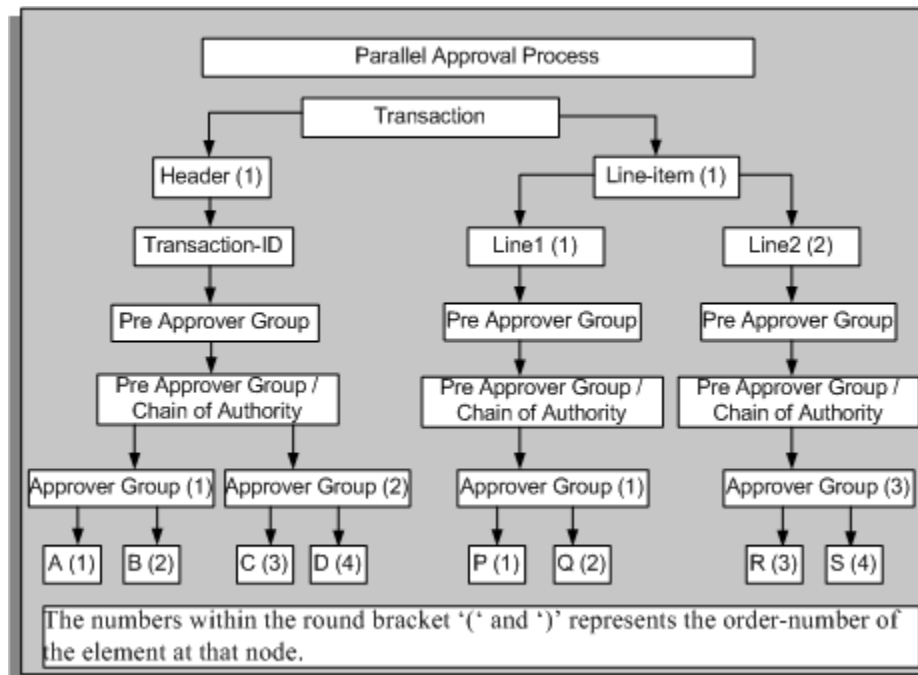 Parallel Approval Process
Transaction
Header (1)
Line-item (1)
Transaction-ID
Line1 (1)
Line2 (2)
Pre Approver Group
Pre Approver Group
Pre Approver Group
Pre Approver Group /
Chain of Authority
Pre Approver Group /
Chain of Authority
Pre Approver Group /
Chain of Authority
Approver Group (1)
Approver Group (2)
Approver Group (1)
Approver Group (3)
A (1)
B (2)
C (3)
D (4)
P (1)
Q (2)
R (3)
S (4)
The numbers within the round bracket ‘(‘ and ‘)’ represents the order-number of
the element at that node.